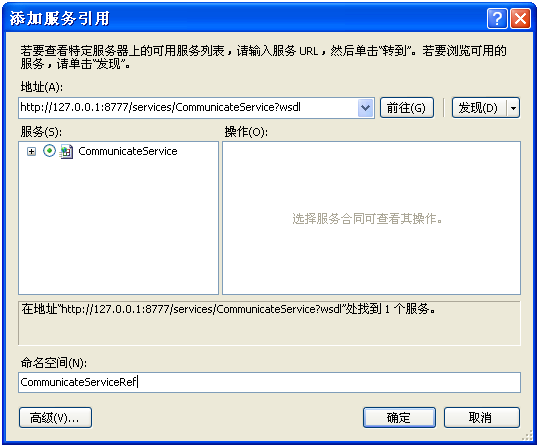 添加服务引用
若要查看特定服务器上的可用服务列表，请输入服务 URL，然后单击“转到”。若要浏览可用的
服务，请单击“发现”。
地址(A):
http://127.0.0.1:8777/services/CommunicateService?wsdl
前往(G)
发现(D)
服务(S):
操作(O):
CommunicateService
选择服务合同可查看其操作。
在地址“http://127.0.0.1:8777/services/CommunicateService?wsdl”处找到 1 个服务。
命名空间(N):
CommunicateServiceRef
高级(V)...
确定
取消